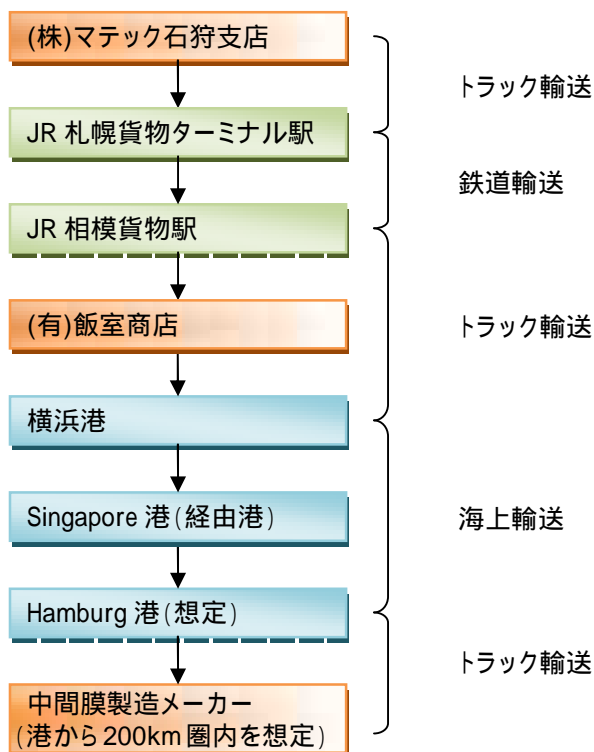 (株)マテック石狩支店
トラック輸送
JR 札幌貨物ターミナル駅
鉄道輸送
JR 相模貨物駅
(有)飯室商店
トラック輸送
横浜港
Singapore 港(経由港)
海上輸送
Hamburg 港(想定)
トラック輸送
中間膜製造メーカー
(港から200km圏内を想定)